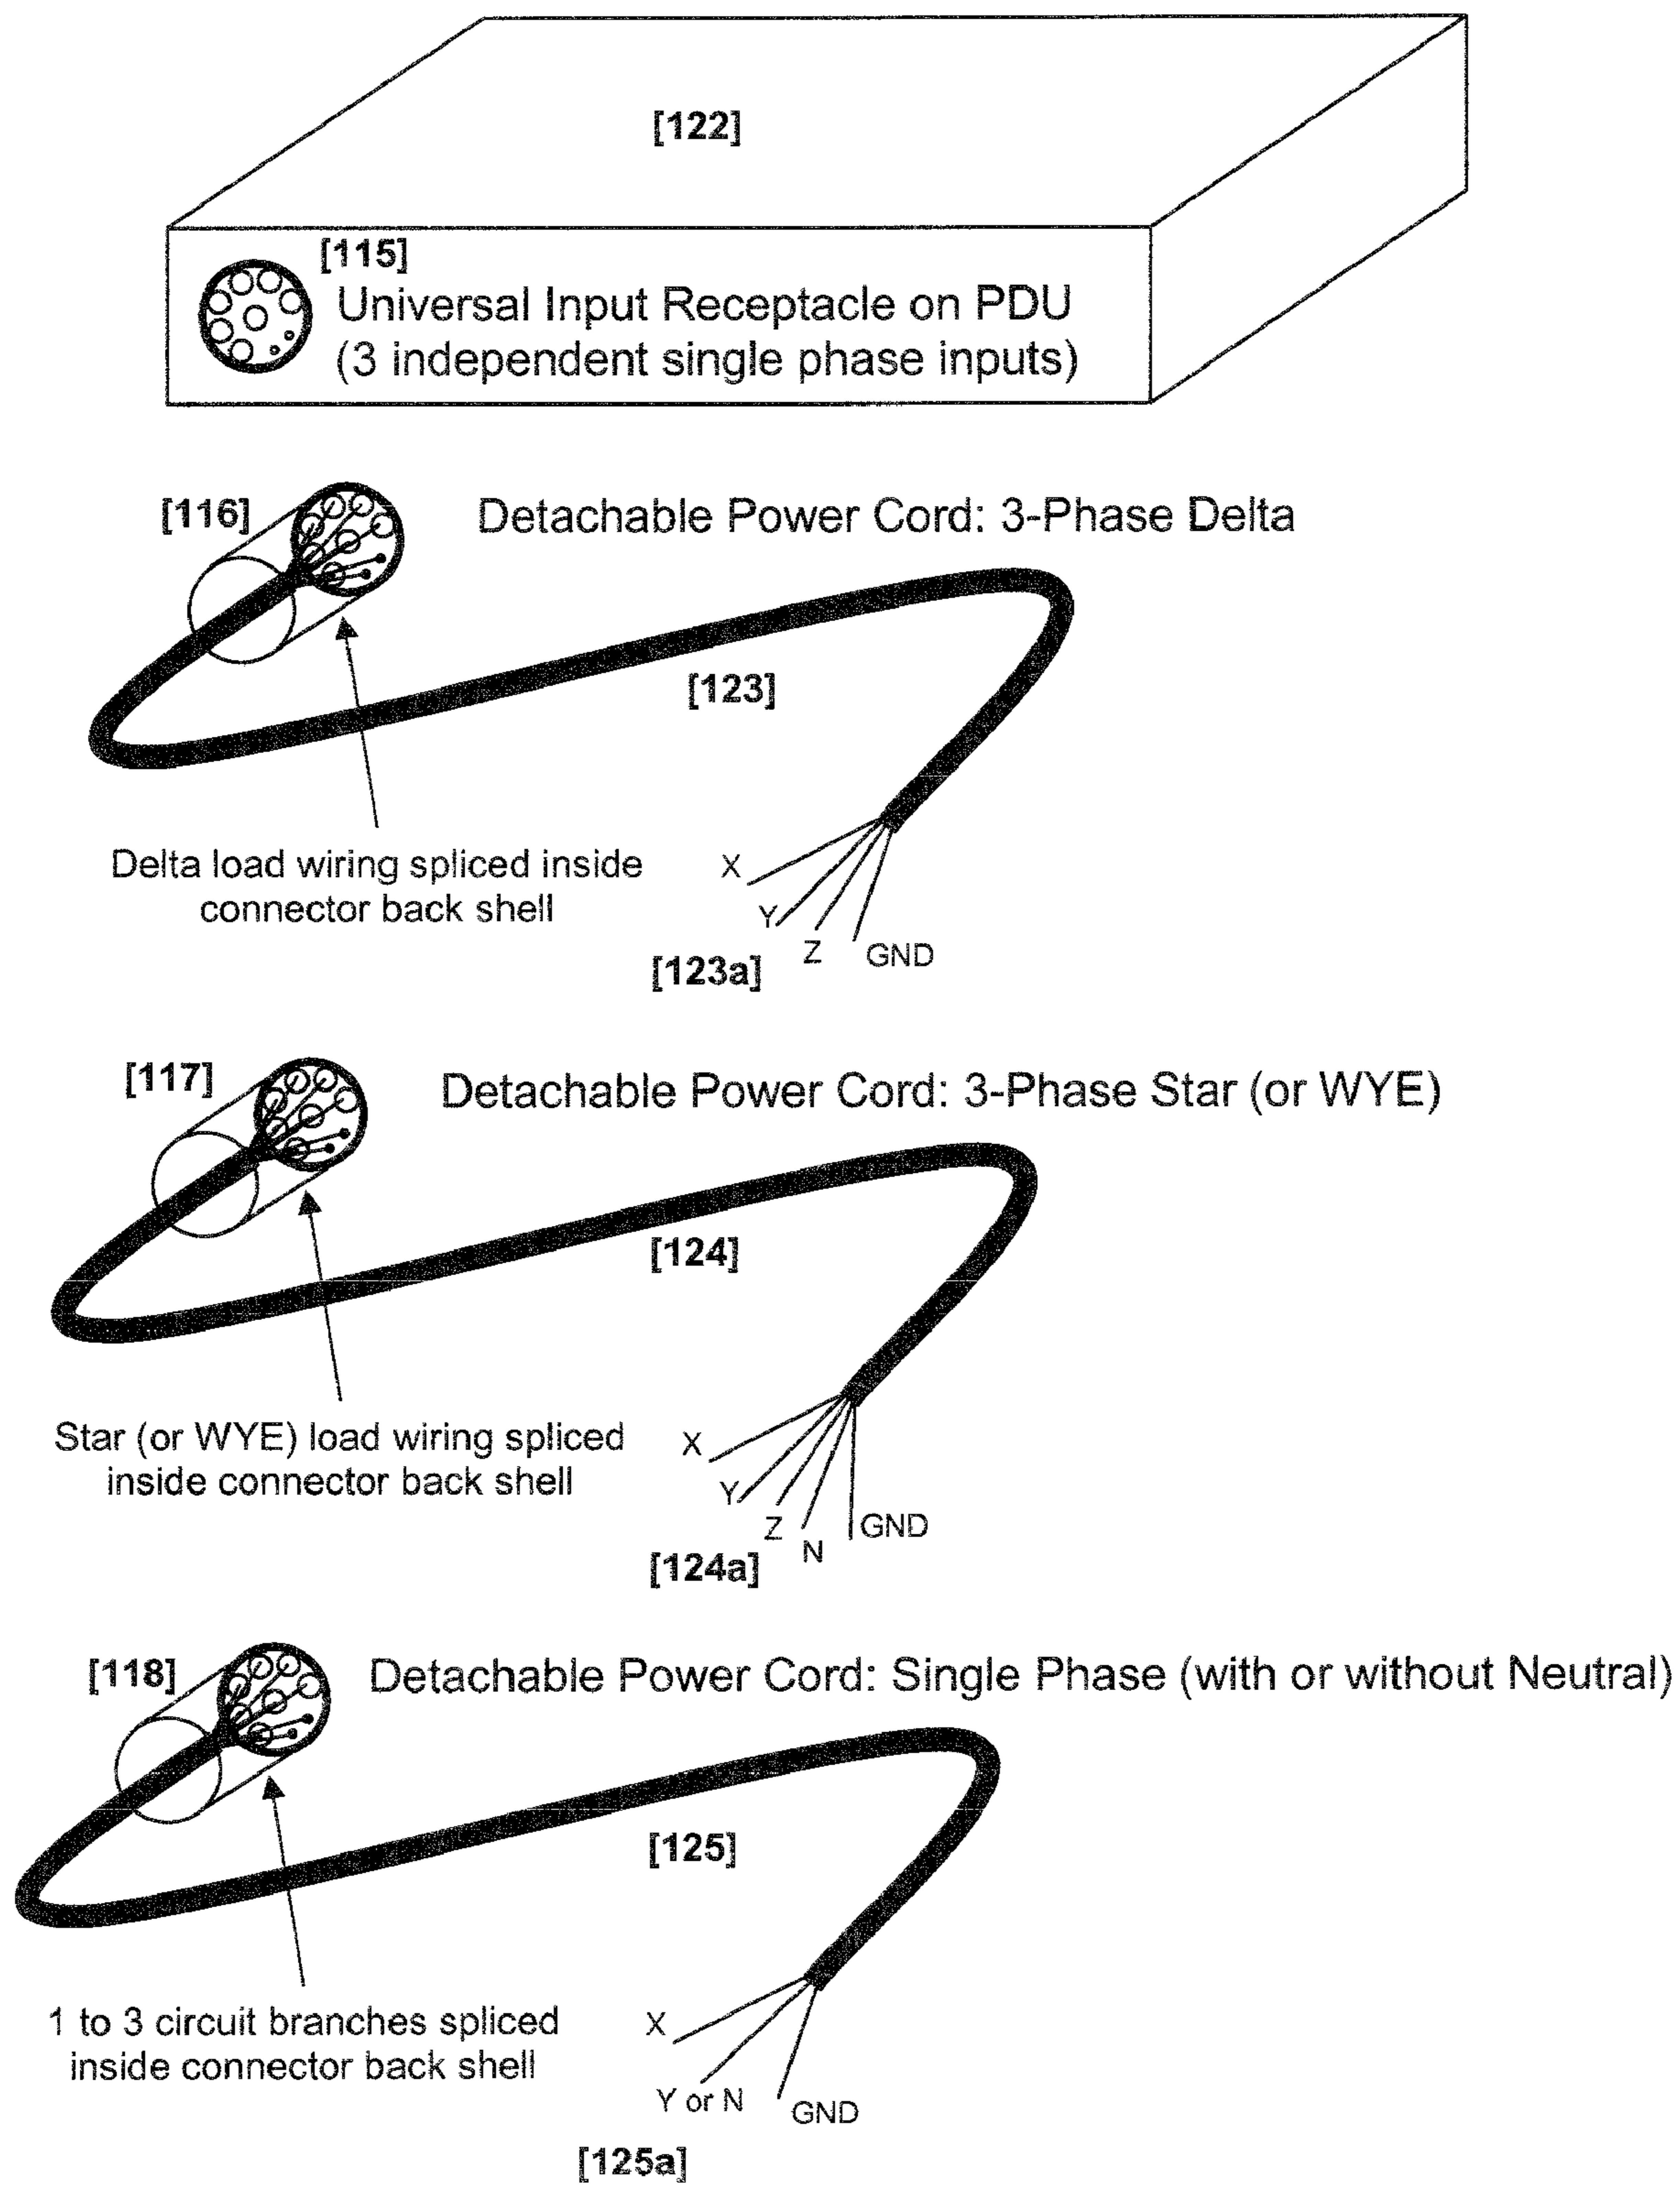 [122]
[115]
Universal Input Receptacle on PDU
(3 independent single phase inputs)
[116]
Detachable Power Cord: 3-Phase Delta
[123]
Delta load wiring spliced inside
connector back shell
X
Y
Z
GND
[123a]
[117]
Detachable Power Cord: 3-Phase Star (or WYE)
[124]
Star (or WYE) load wiring spliced
inside connector back shell
X
Y
Z
N
GND
[124a]
[118]
Detachable Power Cord: Single Phase (with or without Neutral)
[125]
1 to 3 circuit branches spliced
inside connector back shell
X
Y or N
GND
[125a]